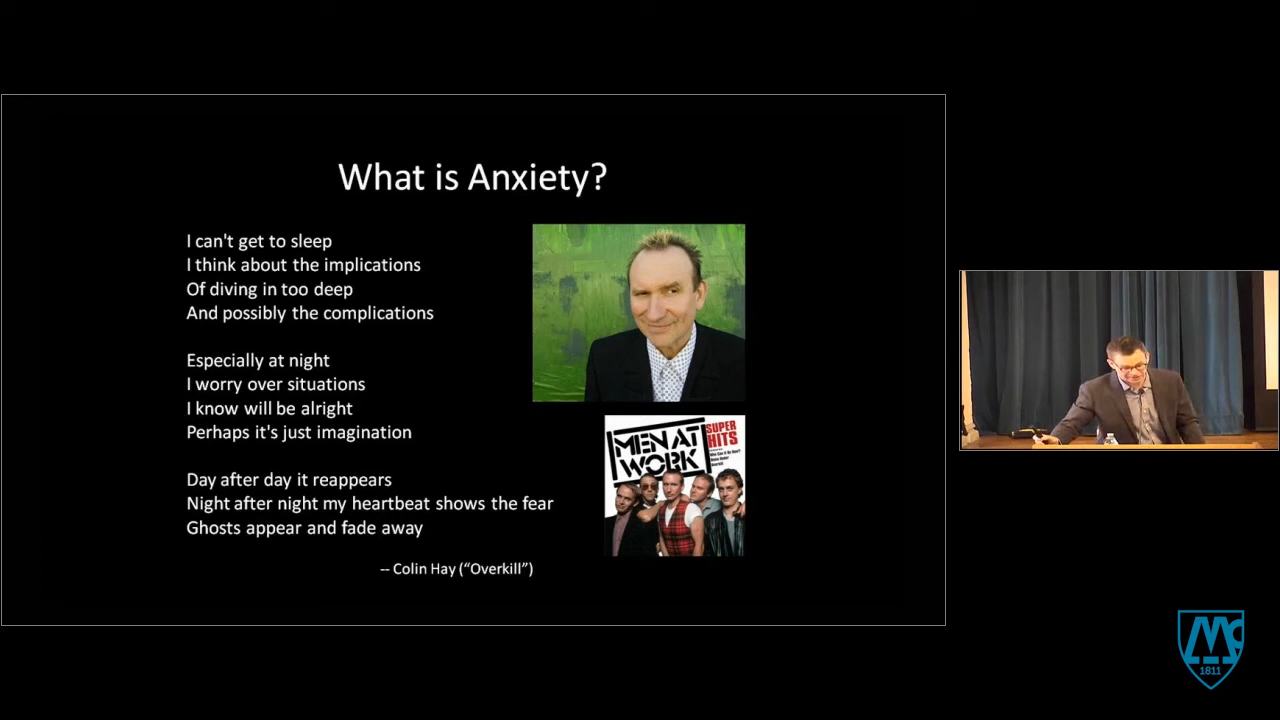 What is Anxiety?
I can't get to sleep
I think about the implications
Of diving in too deep
And possibly the complications
Especially at night
I worry over situations
I know will be alright
Perhaps it's just imagination
Day after day it reappears
Night after night my heartbeat shows the fear
Ghosts appear and fade away
-- Colin Hay (“Overkill”)
MEN AT
WORK
SUPER
HITS
1811